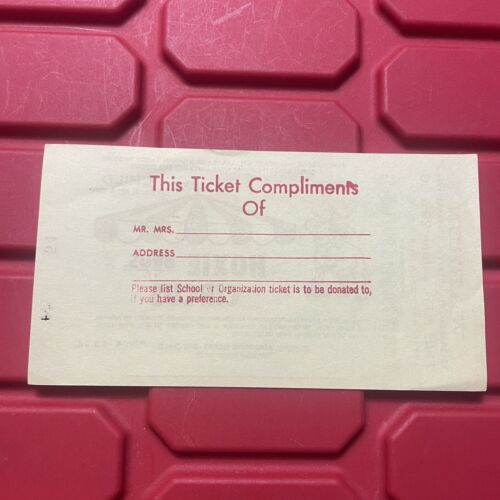 This Ticket Compliments
Of
MR. MRS.
ADDRESS
Please list School or Organization ticket is to be donated to,
if you have a preference.